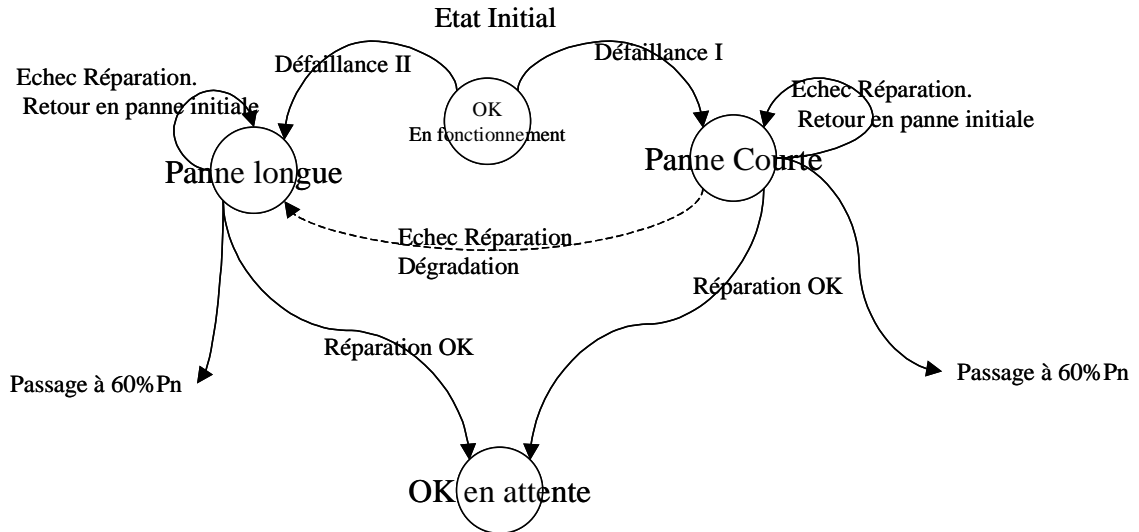 Etat Initial
Défaillance II
Défaillance I
Echec Réparation.
Retour en panne initiale
OK
En fonctionnement
Echec Réparation.
Retour en panne initiale
Panne longue
Panne Courte
Echec Réparation
Dégradation
Réparation OK
Réparation OK
Passage à 60%Pn
Passage à 60%Pn
OK en attente